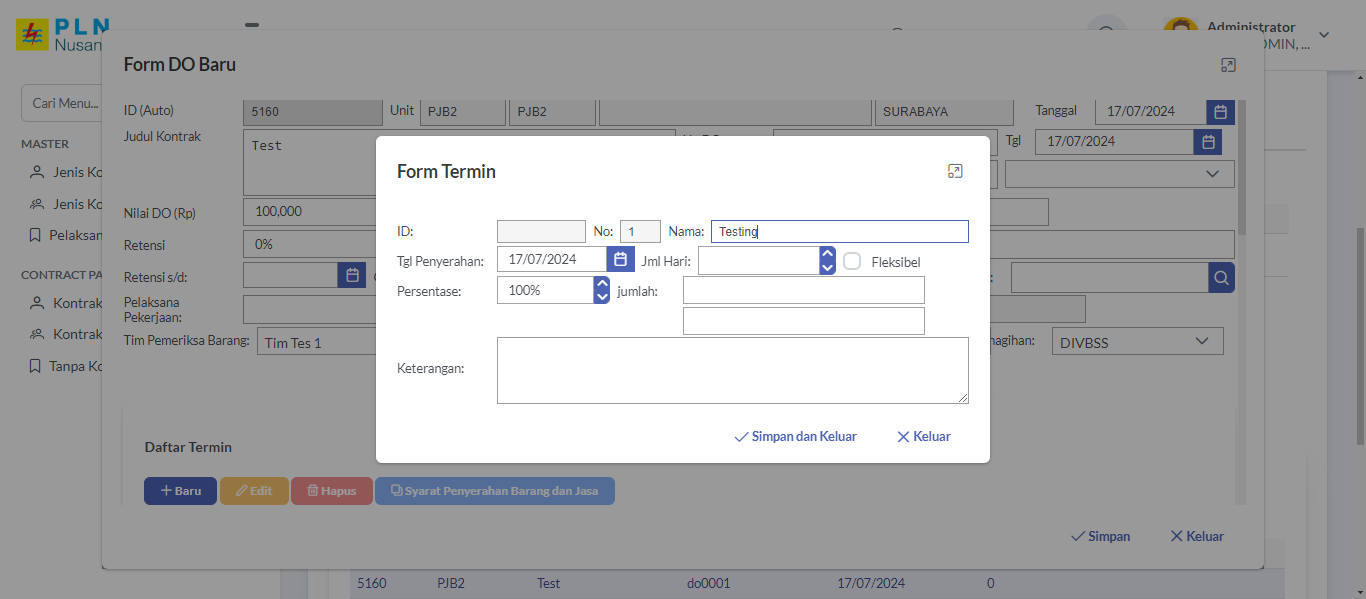 PLN
Nusan
Administrator
DMIN, ...
Form DO Baru
Cari Menu...
ID (Auto) 5160 Unit PJB2 PJB2 SURABAYA Tanggal 17/07/2024
Judul Kontrak Test Tgl 17/07/2024
MASTER
Jenis Ko
Jenis Ko
Pelaksan
CONTRACT PA
Kontrak
Kontrak
Tanpa Ko
Nilai DO (Rp) 100,000
Retensi 0%
Retensi s/d:
Pelaksana
Pekerjaan:
Tim Pemeriksa Barang: Tim Tes 1 nagihan: DIVBSS
Form Termin
ID: No: 1 Nama: Testing
Tgl Penyerahan: 17/07/2024 Jml Hari: Fleksibel
Persentase: 100% jumlah:
Keterangan:
Simpan dan Keluar Keluar
Daftar Termin
Baru Edit Hapus Syarat Penyerahan Barang dan Jasa
Simpan Keluar
5160 PJB2 Test do0001 17/07/2024 0